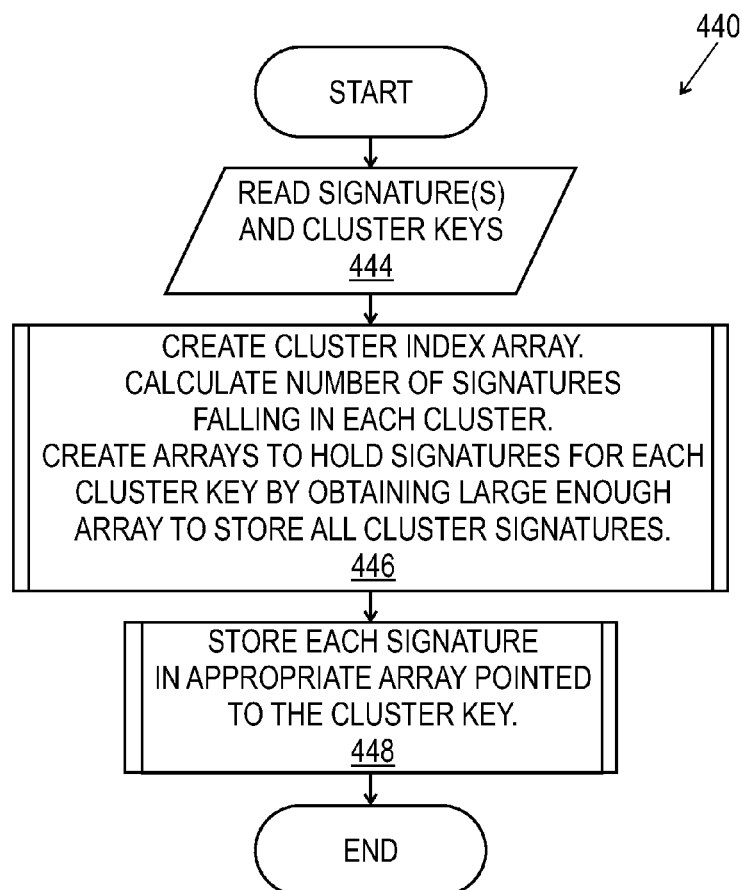 440
START
READ SIGNATURE(S)
AND CLUSTER KEYS
444
CREATE CLUSTER INDEX ARRAY.
CALCULATE NUMBER OF SIGNATURES
FALLING IN EACH CLUSTER.
CREATE ARRAYS TO HOLD SIGNATURES FOR EACH
CLUSTER KEY BY OBTAINING LARGE ENOUGH
ARRAY TO STORE ALL CLUSTER SIGNATURES.
446
STORE EACH SIGNATURE
IN APPROPRIATE ARRAY POINTED
TO THE CLUSTER KEY.
448
END